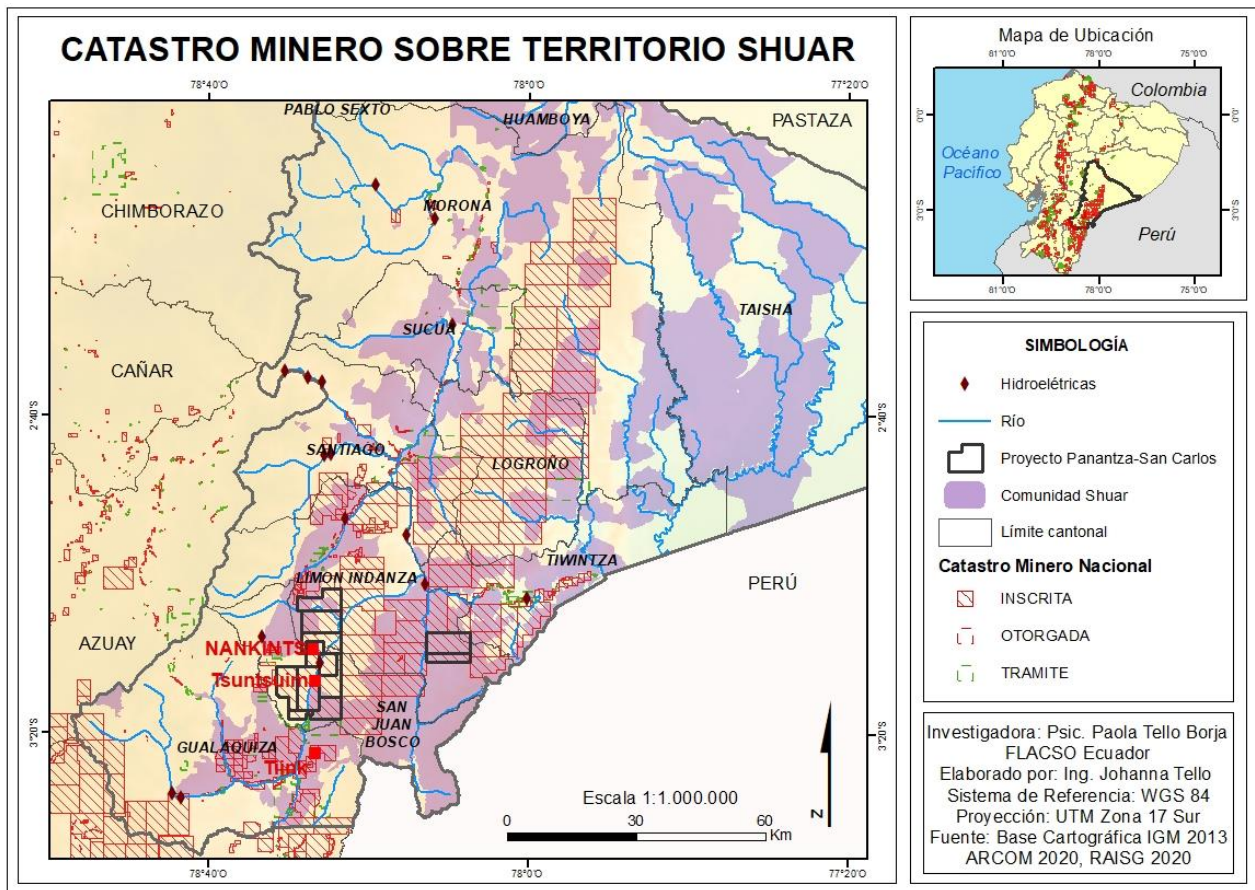 CATASTRO MINERO SOBRE TERRITORIO SHUAR
78°40'O
78°0'O
77°20'O
PABLO SEXTO
HUAMBOYA
PASTAZA
CHIMBORAZO
MORONA
TAISHA
SUCUA
CAÑAR
2°40'S
2°40'S
SANTIAGO
LOGROÑO
TIWINTZA
LIMON INDANZA
PERÚ
AZUAY
NANKINTS
Tsuntsuim
SAN
JUAN
BOSCO
3°20'S
3°20'S
GUALAQUIZA
Tiink
Escala 1:1.000.000
0
30
60
Km
N
78°40'O
78°0'O
77°20'O
Mapa de Ubicación
81°0'O
78°0'O
75°0'O
Colombia
0°0'
0°0'
Océano
Pacifico
3°0'S
3°0'S
Perú
81°0'O
78°0'O
75°0'O
SIMBOLOGÍA
Hidroelétricas
Río
Proyecto Panantza-San Carlos
Comunidad Shuar
Límite cantonal
Catastro Minero Nacional
INSCRITA
OTORGADA
TRAMITE
Investigadora: Psic. Paola Tello Borja
FLACSO Ecuador
Elaborado por: Ing. Johanna Tello
Sistema de Referencia: WGS 84
Proyección: UTM Zona 17 Sur
Fuente: Base Cartográfica IGM 2013
ARCOM 2020, RAISG 2020